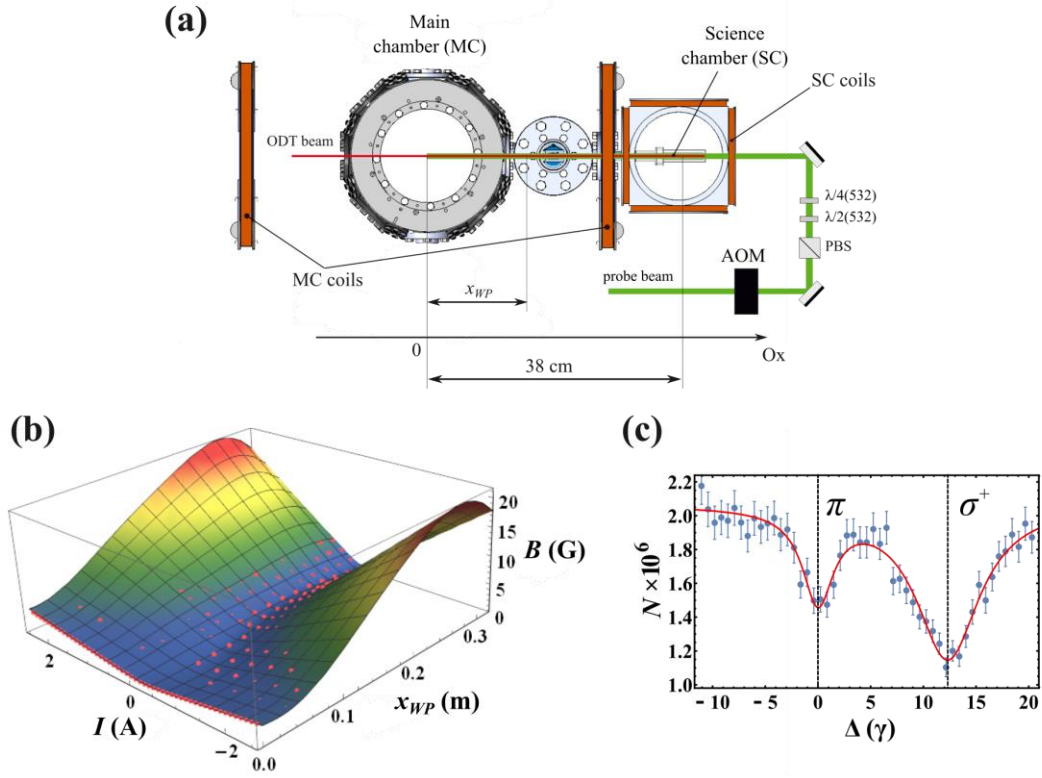 (a)
Main
chamber (MC)
Science
chamber (SC)
SC coils
ODT beam
λ/4(532)
λ/2(532)
PBS
AOM
probe beam
MC coils
x_WP
0
Ox
38 cm
(b)
20
15
10
5
0
B (G)
0.3
0.2
0.1
0.0
x_WP (m)
2
0
−2
I (A)
(c)
π
σ⁺
2.2
2.0
1.8
1.6
1.4
1.2
1.0
N × 10⁶
-10 -5 0 5 10 15 20
Δ (γ)